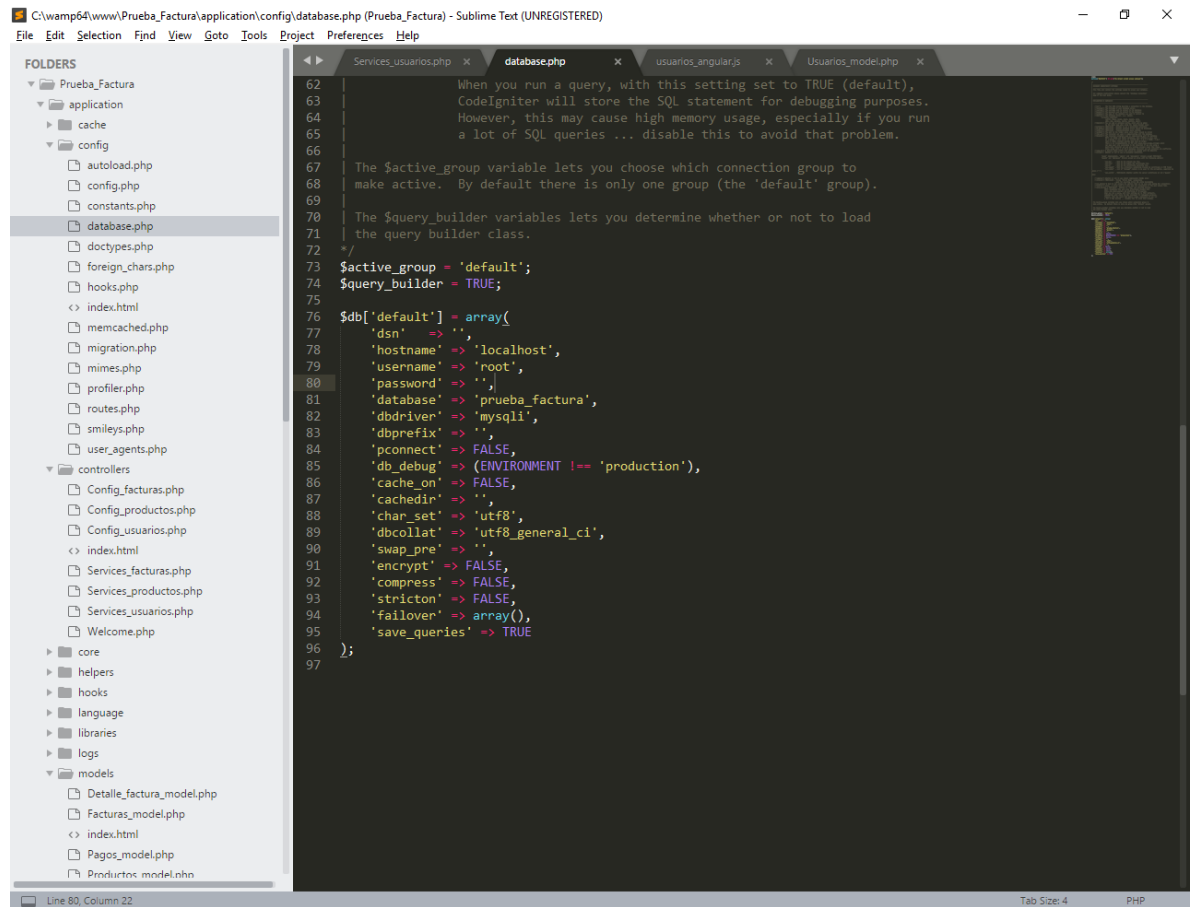 C:\wamp64\www\Prueba_Factura\application\config\database.php (Prueba_Factura) - Sublime Text (UNREGISTERED)
File Edit Selection Find View Goto Tools Project Preferences Help
FOLDERS
Prueba_Factura
application
cache
config
autoload.php
config.php
constants.php
database.php
doctypes.php
foreign_chars.php
hooks.php
index.html
memcached.php
migration.php
mimes.php
profiler.php
routes.php
smileys.php
user_agents.php
controllers
Config_facturas.php
Config_productos.php
Config_usuarios.php
index.html
Services_facturas.php
Services_productos.php
Services_usuarios.php
Welcome.php
core
helpers
hooks
language
libraries
logs
models
Detalle_factura_model.php
Facturas_model.php
index.html
Pagos_model.php
Productos_model.php
Services_usuarios.php database.php usuarios_angular.js Usuarios_model.php
62 | When you run a query, with this setting set to TRUE (default),
63 | CodeIgniter will store the SQL statement for debugging purposes.
64 | However, this may cause high memory usage, especially if you run
65 | a lot of SQL queries ... disable this to avoid that problem.
66 |
67 | The $active_group variable lets you choose which connection group to
68 | make active.  By default there is only one group (the 'default' group).
69 |
70 | The $query_builder variables lets you determine whether or not to load
71 | the query builder class.
72 */
73 $active_group = 'default';
74 $query_builder = TRUE;
75
76 $db['default'] = array(
77 'dsn'   => '',
78 'hostname' => 'localhost',
79 'username' => 'root',
80 'password' => '',
81 'database' => 'prueba_factura',
82 'dbdriver' => 'mysqli',
83 'dbprefix' => '',
84 'pconnect' => FALSE,
85 'db_debug' => (ENVIRONMENT !== 'production'),
86 'cache_on' => FALSE,
87 'cachedir' => '',
88 'char_set' => 'utf8',
89 'dbcollat' => 'utf8_general_ci',
90 'swap_pre' => '',
91 'encrypt' => FALSE,
92 'compress' => FALSE,
93 'stricton' => FALSE,
94 'failover' => array(),
95 'save_queries' => TRUE
96 );
97
Line 80, Column 22 Tab Size: 4 PHP